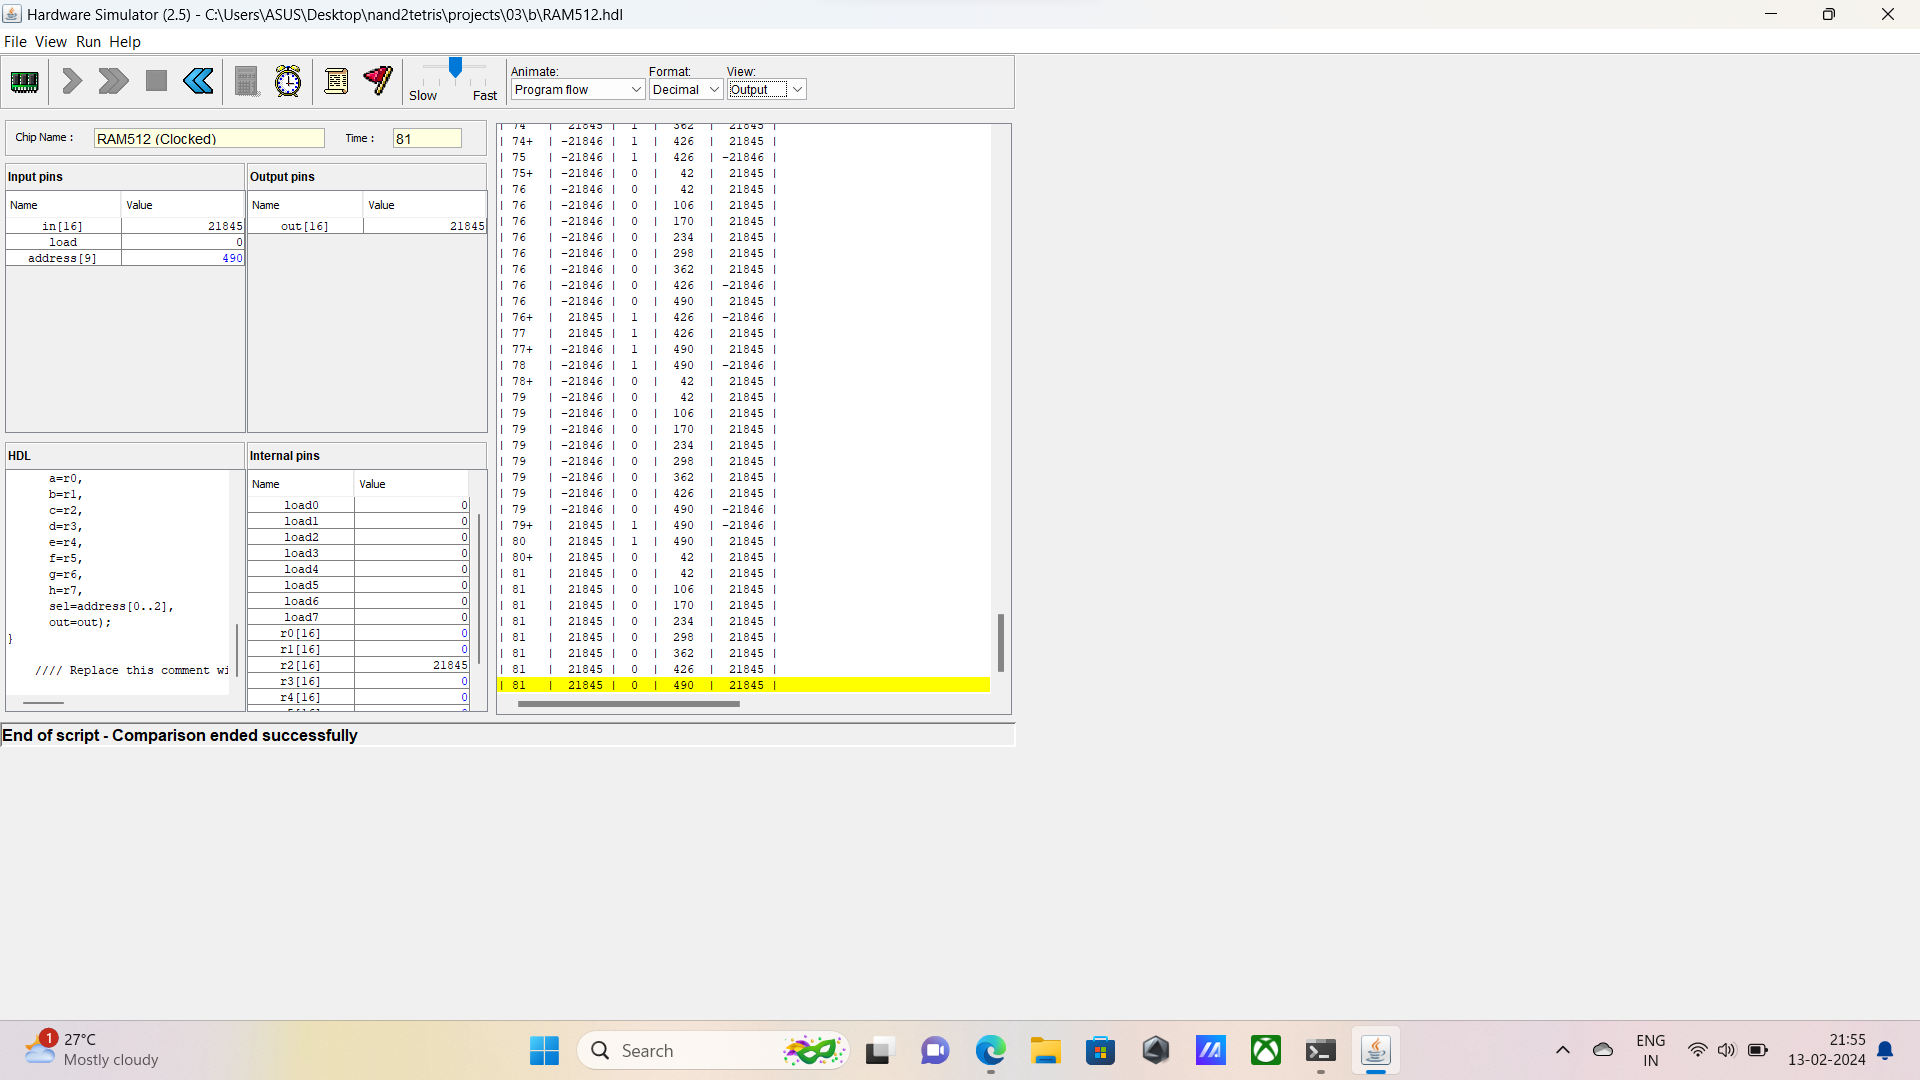 Hardware Simulator (2.5) - C:\Users\ASUS\Desktop\nand2tetris\projects\03\b\RAM512.hdl
File View Run Help
Slow Fast
Animate: Format: View:
Program flow Decimal Output
Chip Name : RAM512 (Clocked) Time : 81
Input pins
Name Value
in[16] 21845
load 0
address[9] 490
Output pins
Name Value
out[16] 21845
HDL
a=r0,
b=r1,
c=r2,
d=r3,
e=r4,
f=r5,
g=r6,
h=r7,
sel=address[0..2],
out=out);
}
//// Replace this comment wi
Internal pins
Name Value
load0 0
load1 0
load2 0
load3 0
load4 0
load5 0
load6 0
load7 0
r0[16] 0
r1[16] 0
r2[16] 21845
r3[16] 0
r4[16] 0
| 74 | 21845 | 1 | 362 | 21845 |
| 74+ | -21846 | 1 | 426 | 21845 |
| 75 | -21846 | 1 | 426 | -21846 |
| 75+ | -21846 | 0 | 42 | 21845 |
| 76 | -21846 | 0 | 42 | 21845 |
| 76 | -21846 | 0 | 106 | 21845 |
| 76 | -21846 | 0 | 170 | 21845 |
| 76 | -21846 | 0 | 234 | 21845 |
| 76 | -21846 | 0 | 298 | 21845 |
| 76 | -21846 | 0 | 362 | 21845 |
| 76 | -21846 | 0 | 426 | -21846 |
| 76 | -21846 | 0 | 490 | 21845 |
| 76+ | 21845 | 1 | 426 | -21846 |
| 77 | 21845 | 1 | 426 | 21845 |
| 77+ | -21846 | 1 | 490 | 21845 |
| 78 | -21846 | 1 | 490 | -21846 |
| 78+ | -21846 | 0 | 42 | 21845 |
| 79 | -21846 | 0 | 42 | 21845 |
| 79 | -21846 | 0 | 106 | 21845 |
| 79 | -21846 | 0 | 170 | 21845 |
| 79 | -21846 | 0 | 234 | 21845 |
| 79 | -21846 | 0 | 298 | 21845 |
| 79 | -21846 | 0 | 362 | 21845 |
| 79 | -21846 | 0 | 426 | 21845 |
| 79 | -21846 | 0 | 490 | -21846 |
| 79+ | 21845 | 1 | 490 | -21846 |
| 80 | 21845 | 1 | 490 | 21845 |
| 80+ | 21845 | 0 | 42 | 21845 |
| 81 | 21845 | 0 | 42 | 21845 |
| 81 | 21845 | 0 | 106 | 21845 |
| 81 | 21845 | 0 | 170 | 21845 |
| 81 | 21845 | 0 | 234 | 21845 |
| 81 | 21845 | 0 | 298 | 21845 |
| 81 | 21845 | 0 | 362 | 21845 |
| 81 | 21845 | 0 | 426 | 21845 |
| 81 | 21845 | 0 | 490 | 21845 |
End of script - Comparison ended successfully
1
27°C
Mostly cloudy
Search
ENG
IN
21:55
13-02-2024